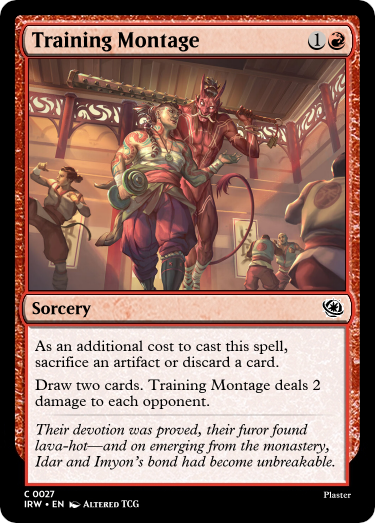 Training Montage 1
Sorcery
As an additional cost to cast this spell,
sacrifice an artifact or discard a card.
Draw two cards. Training Montage deals 2
damage to each opponent.
Their devotion was proved, their furor found
lava-hot—and on emerging from the monastery,
Idar and Imyon's bond had become unbreakable.
C 0027 Plaster
IRW • EN Altered TCG